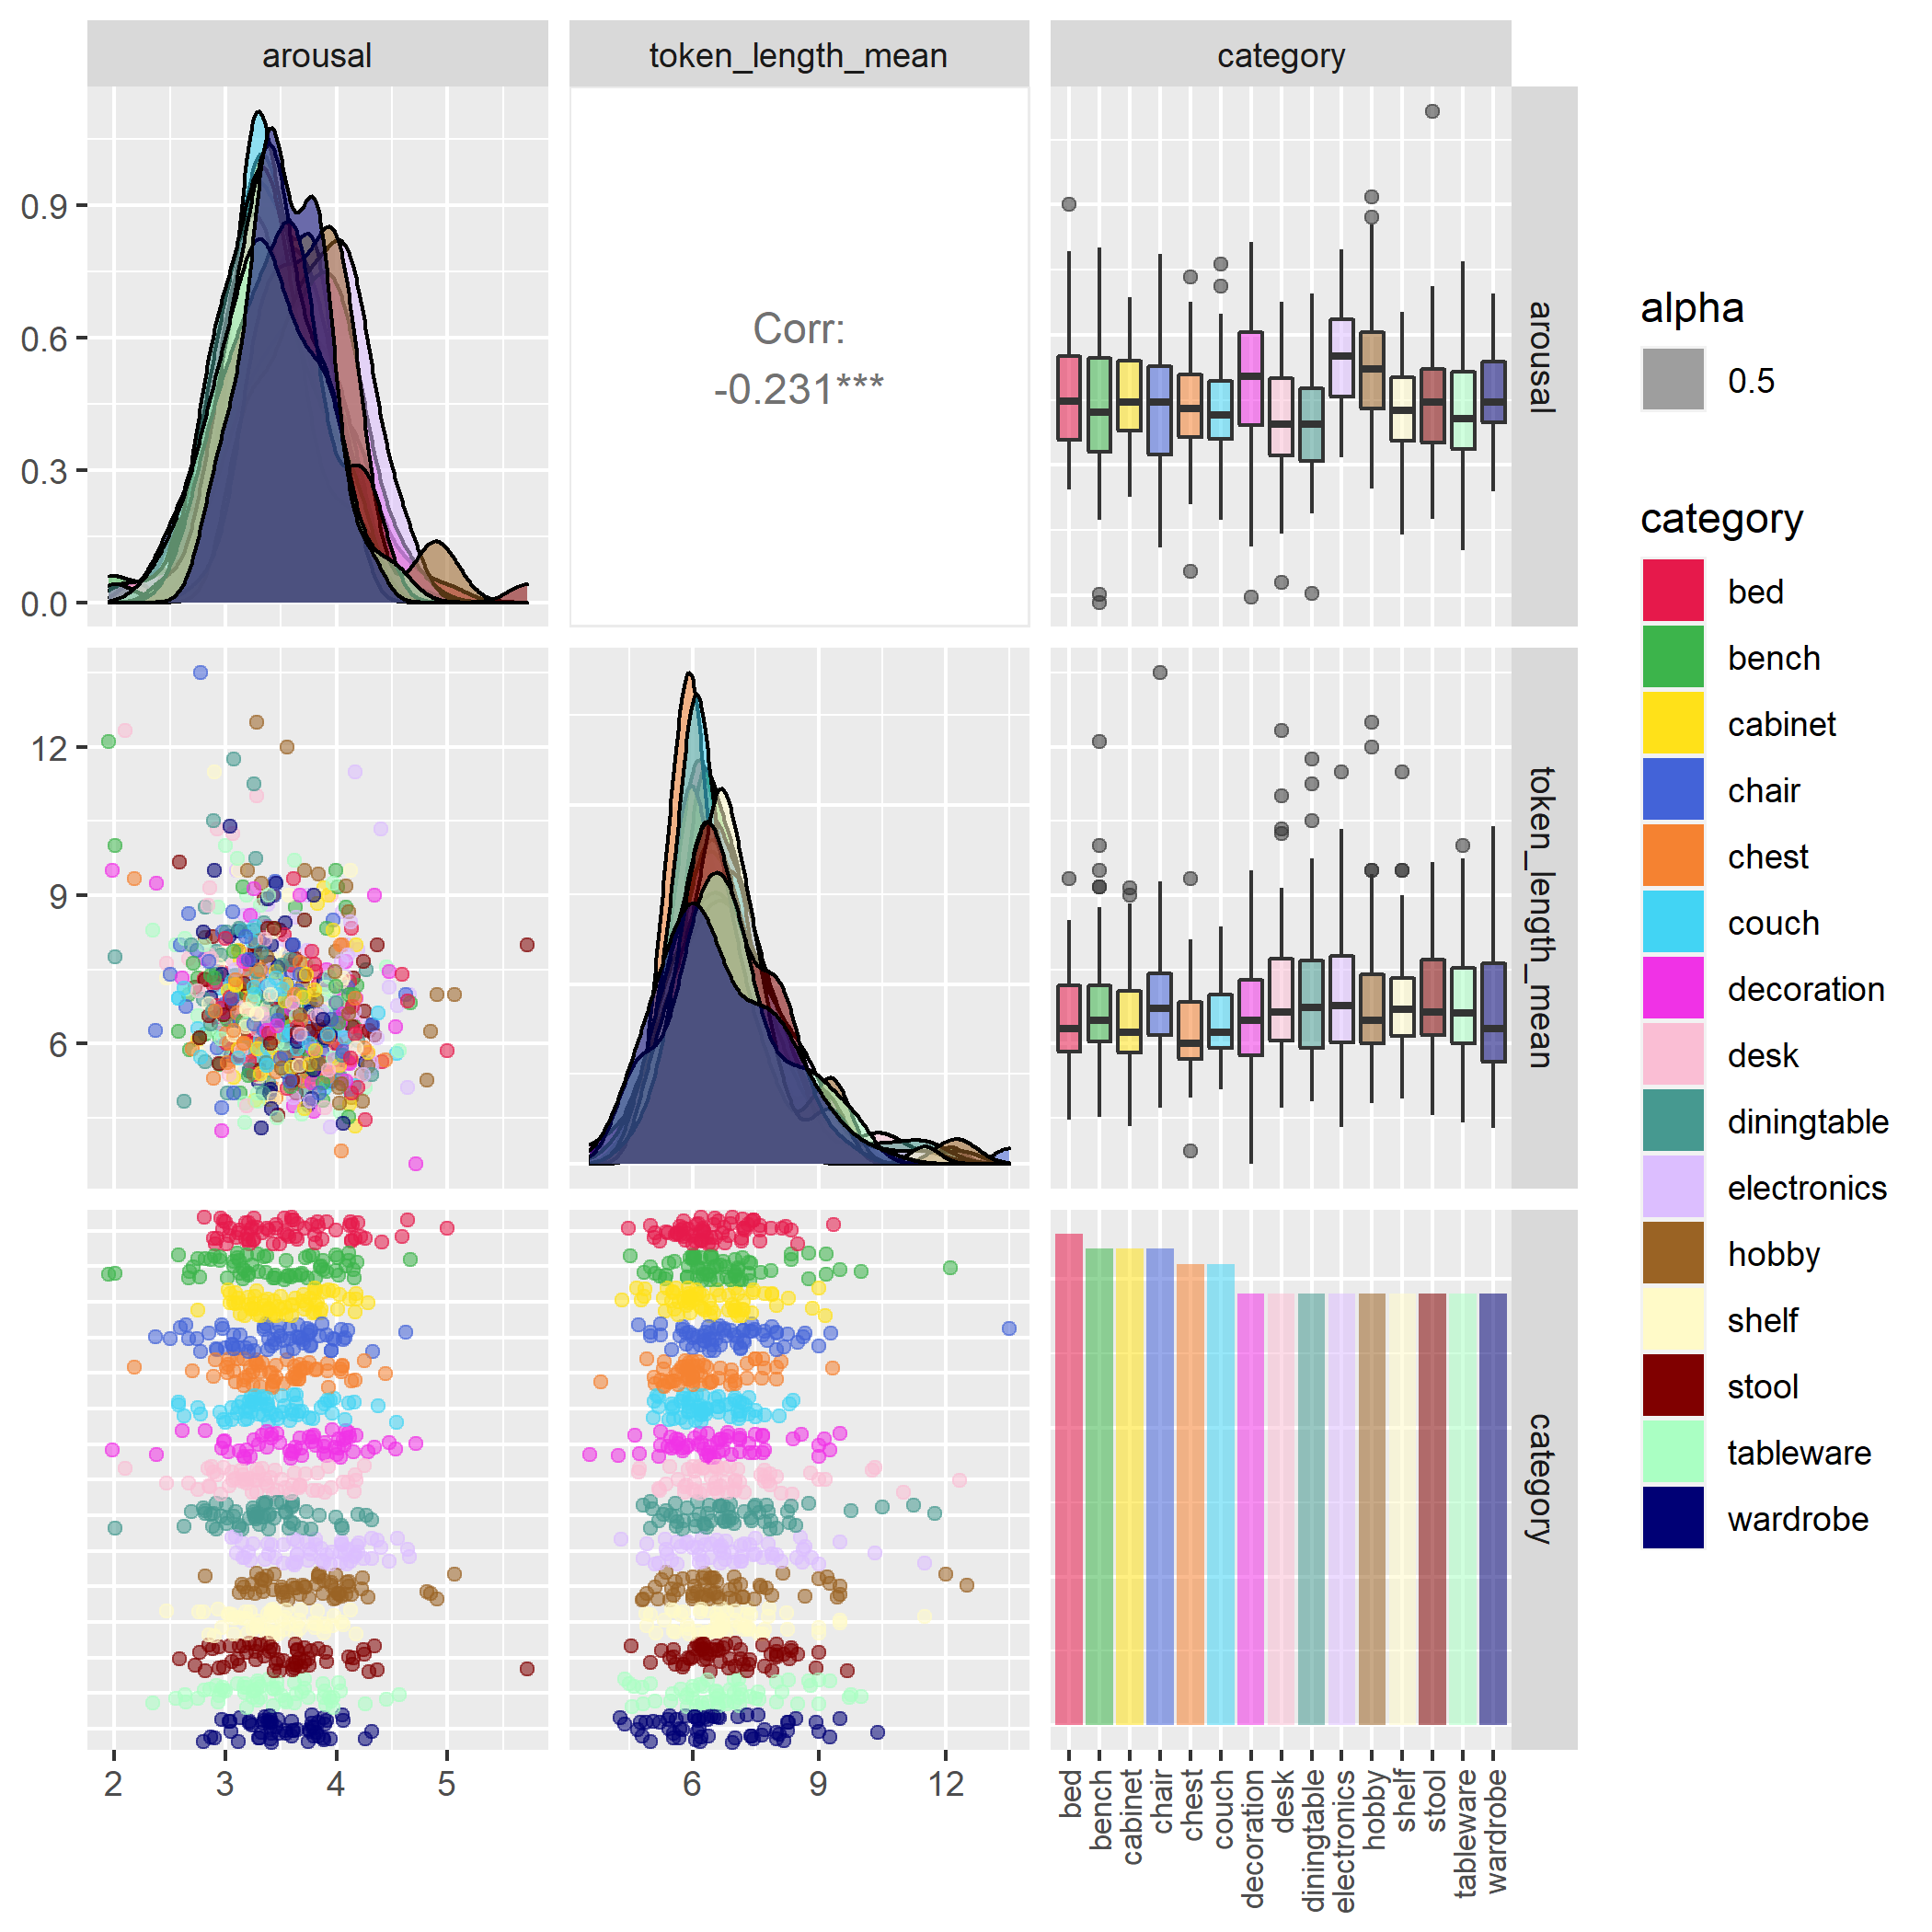 arousal
token_length_mean
category
0.9
0.6
0.3
0.0
Corr:
-0.231***
arousal
12
9
6
token_length_mean
category
2
3
4
5
6
9
12
bed
bench
cabinet
chair
chest
couch
decoration
desk
diningtable
electronics
hobby
shelf
stool
tableware
wardrobe
alpha
0.5
category
bed
bench
cabinet
chair
chest
couch
decoration
desk
diningtable
electronics
hobby
shelf
stool
tableware
wardrobe